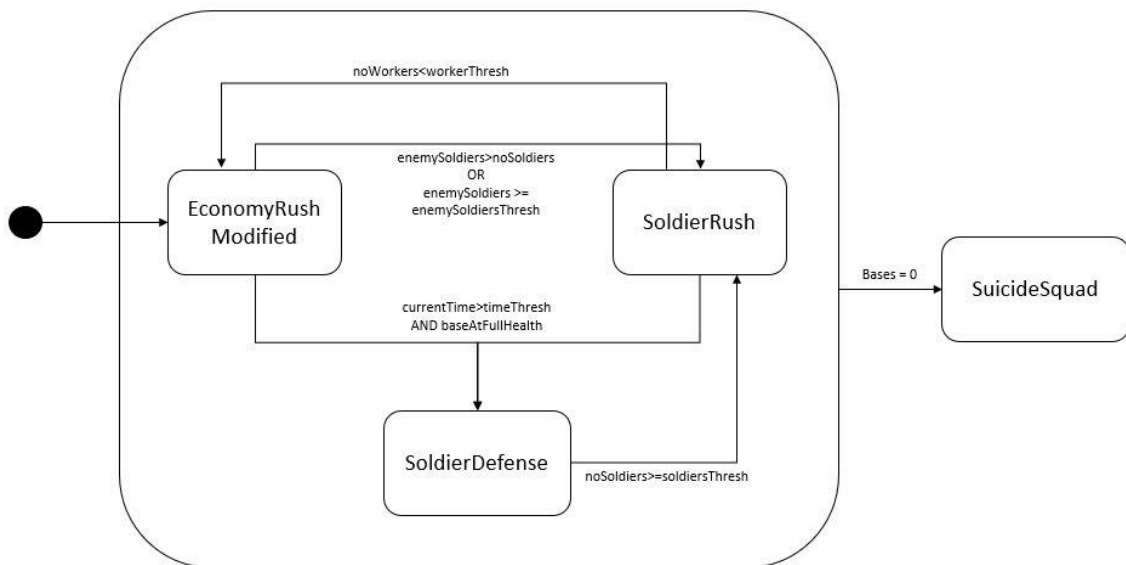 noWorkers<workerThresh
enemySoldiers>noSoldiers
OR
enemySoldiers >=
enemySoldiersThresh
EconomyRush
Modified
SoldierRush
Bases = 0
SuicideSquad
currentTime>timeThresh
AND baseAtFullHealth
SoldierDefense
noSoldiers>=soldiersThresh